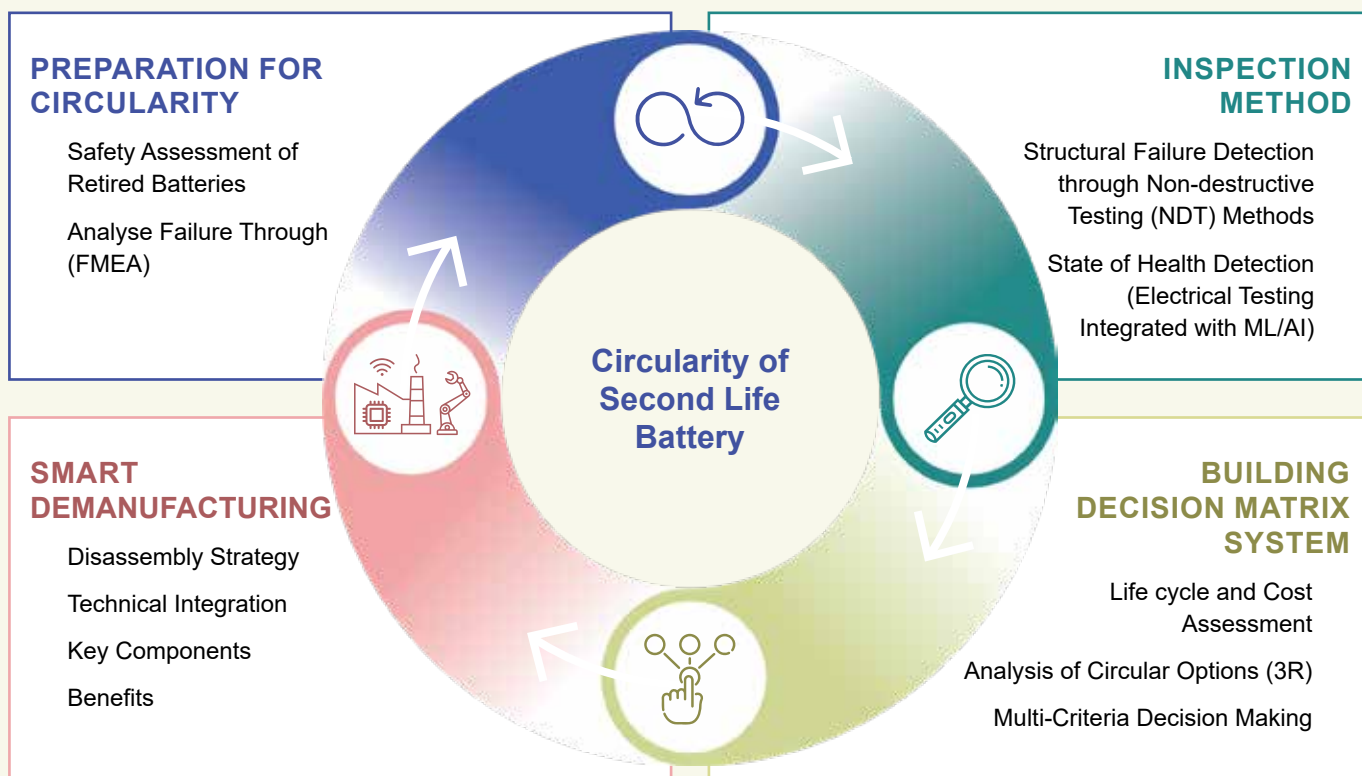 PREPARATION FOR
CIRCULARITY
Safety Assessment of
Retired Batteries
Analyse Failure Through
(FMEA)
INSPECTION
METHOD
Structural Failure Detection
through Non-destructive
Testing (NDT) Methods
State of Health Detection
(Electrical Testing
Integrated with ML/AI)
Circularity of
Second Life
Battery
SMART
DEMANUFACTURING
Disassembly Strategy
Technical Integration
Key Components
Benefits
BUILDING
DECISION MATRIX
SYSTEM
Life cycle and Cost
Assessment
Analysis of Circular Options (3R)
Multi-Criteria Decision Making